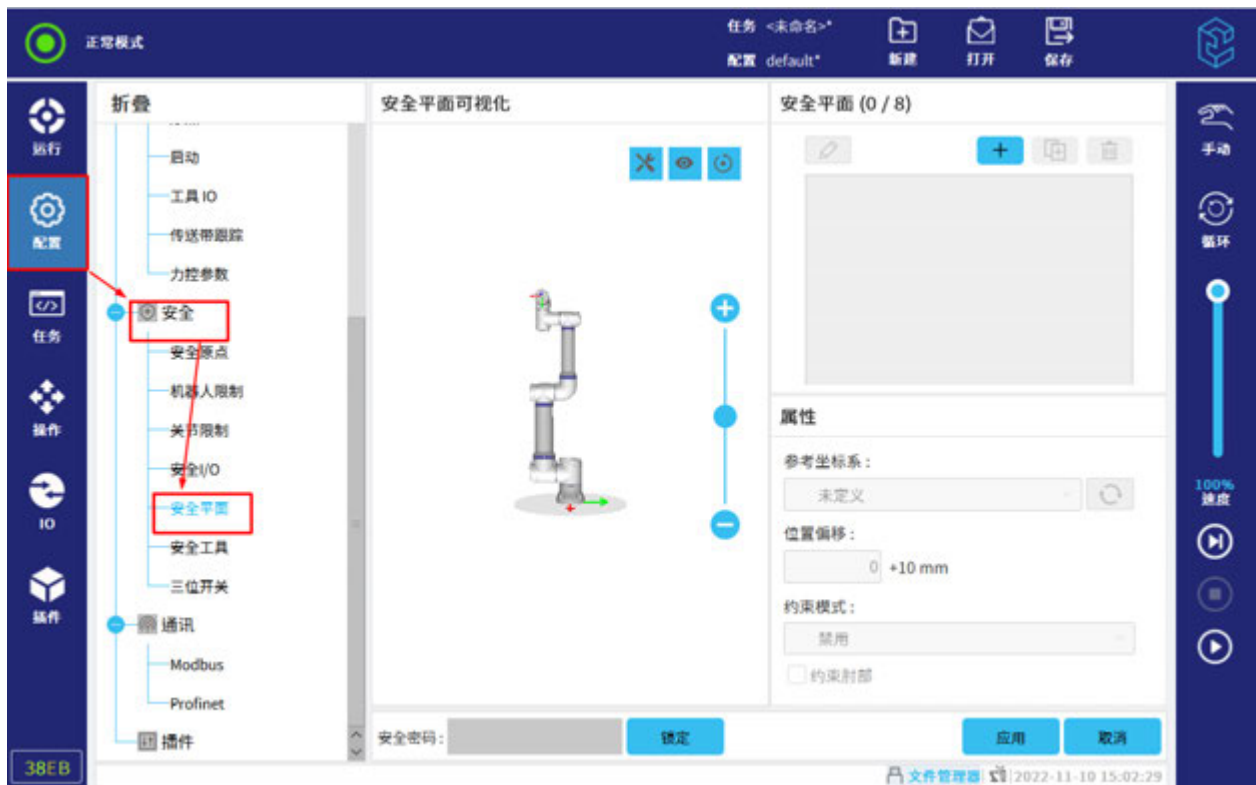 正常模式
任务 <未命名>*
配置 default*
新建
打开
保存
运行
配置
任务
操作
IO
插件
38EB
折叠
启动
工具 IO
传送带跟踪
力控参数
安全
安全原点
机器人限制
关节限制
安全I/O
安全平面
安全工具
三位开关
通讯
Modbus
Profinet
插件
安全平面可视化
安全平面 (0 / 8)
属性
参考坐标系：
未定义
位置偏移：
0 +10 mm
约束模式：
禁用
约束肘部
安全密码：
锁定
应用
取消
文件管理器
2022-11-10 15:02:29
手动
循环
100%
速度